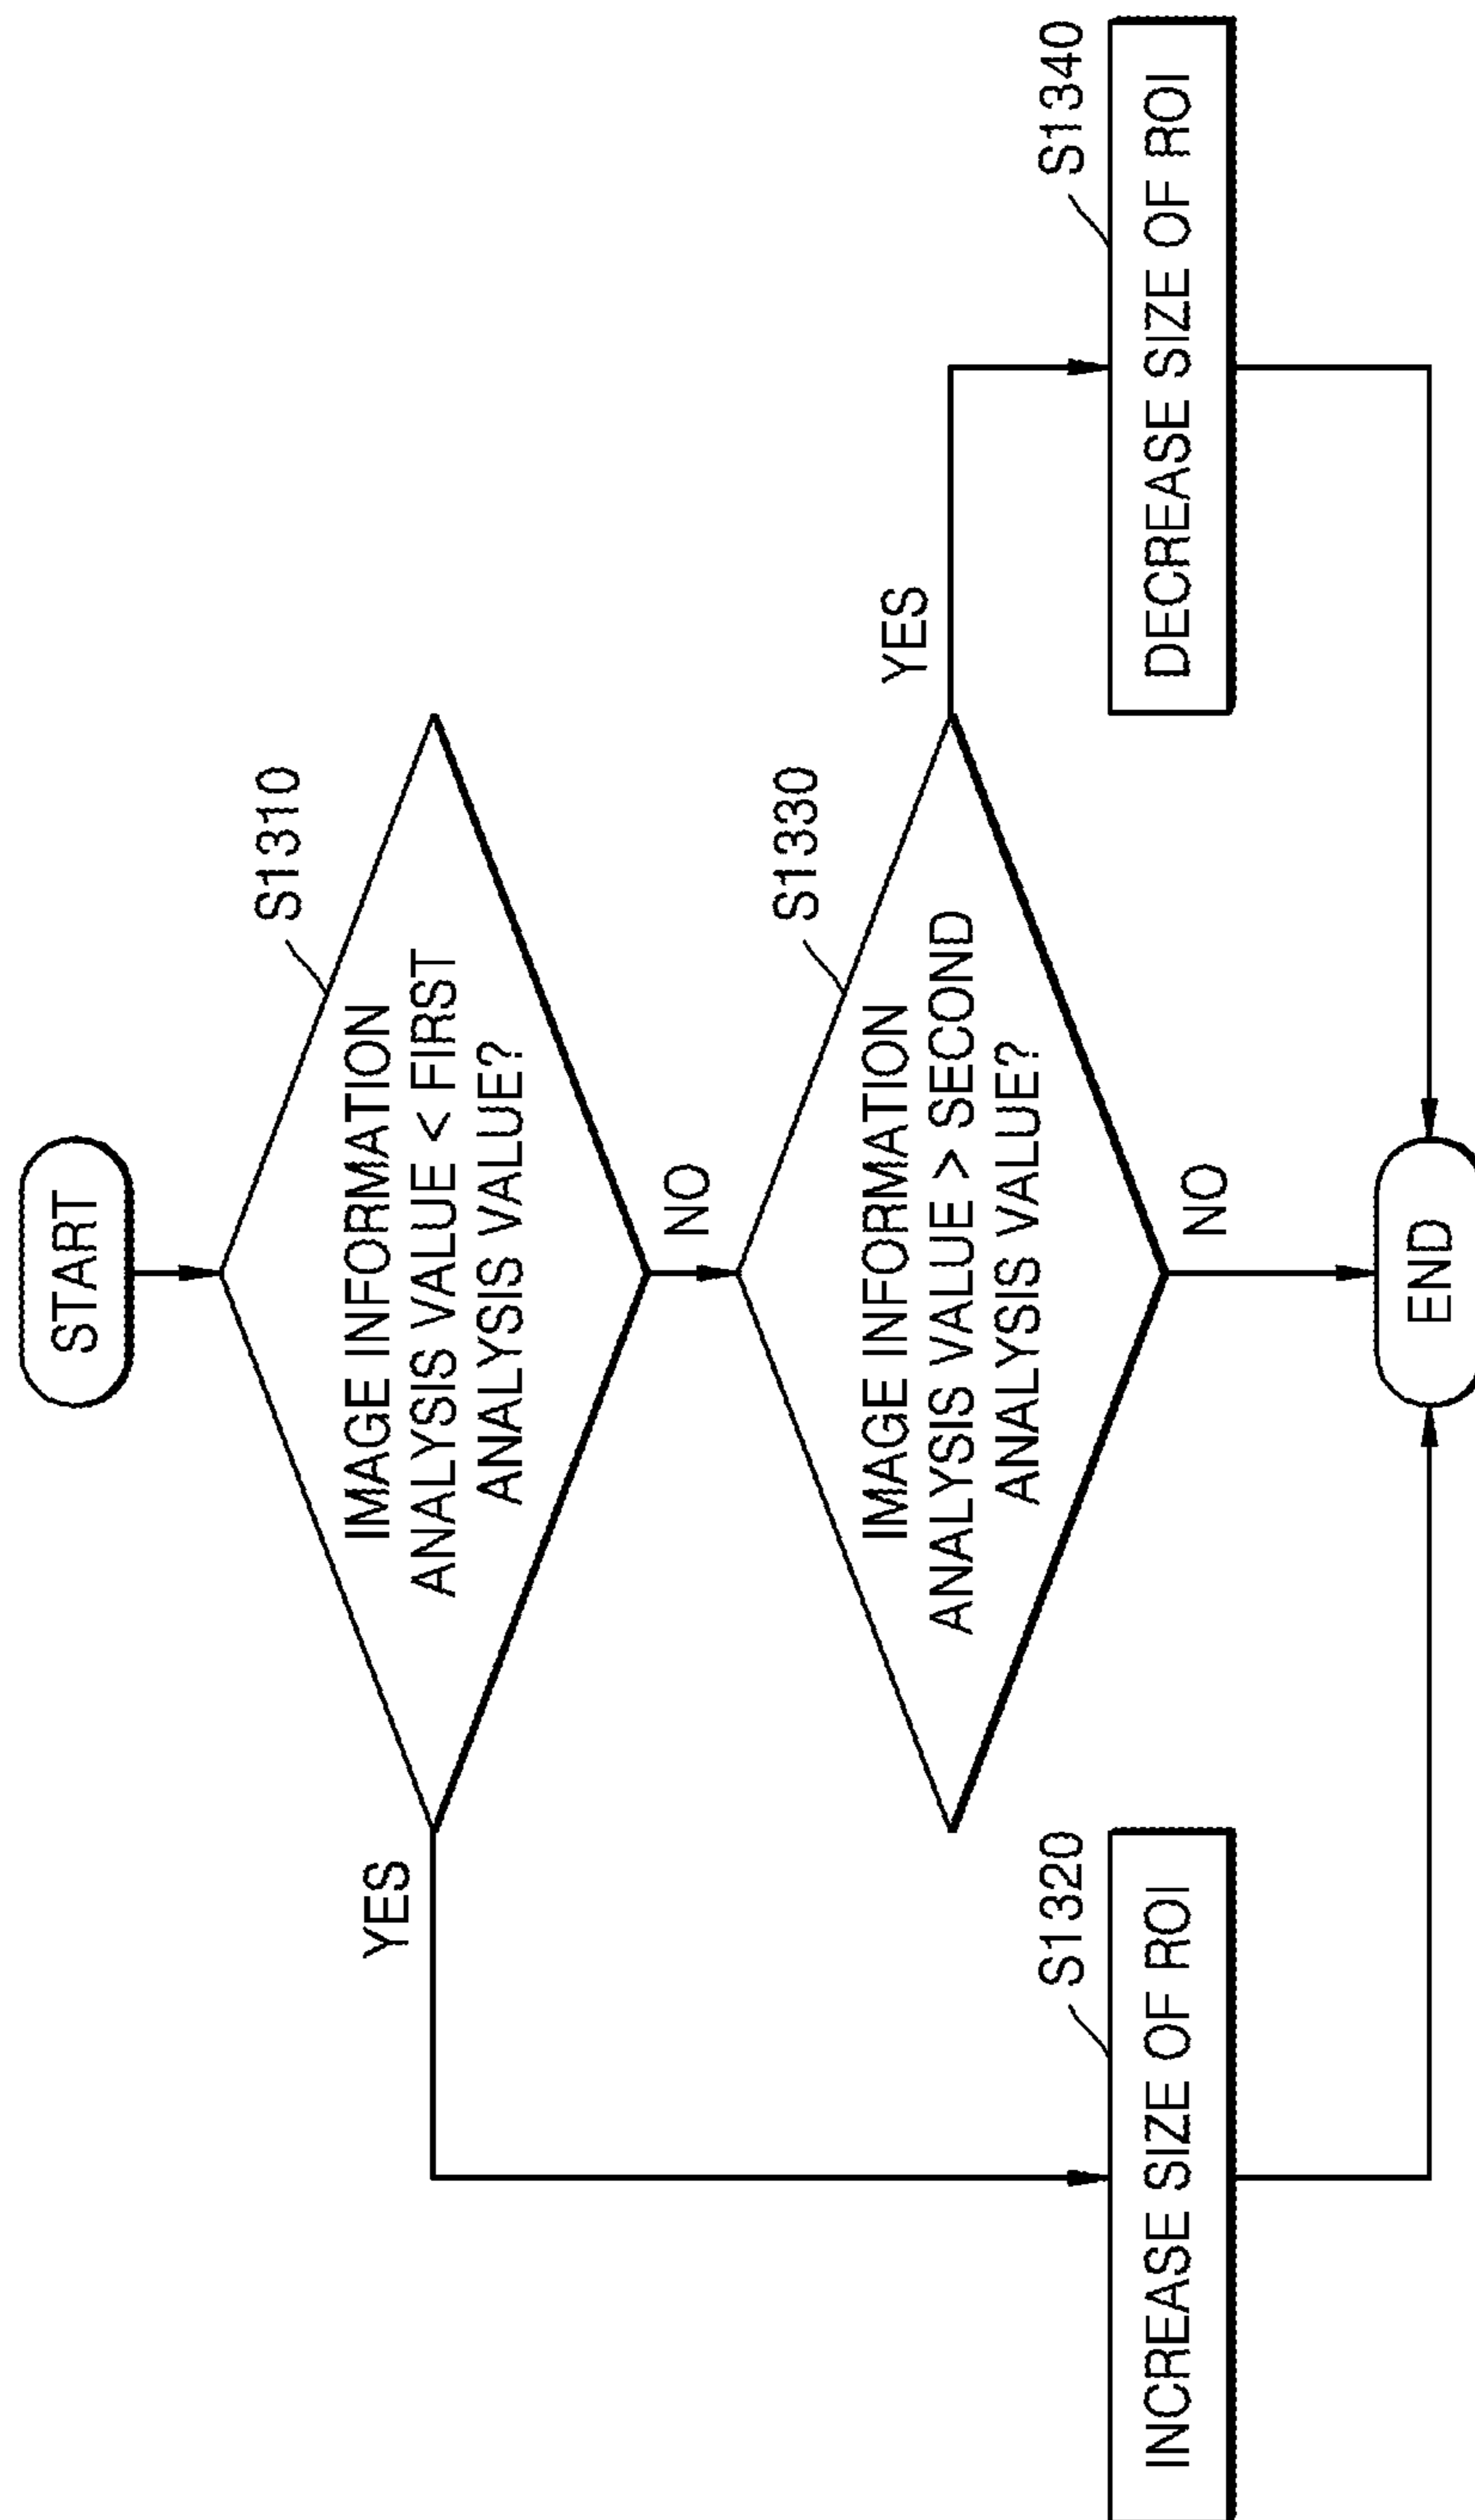 START
S1310
IMAGE INFORMATION
ANALYSIS VALUE < FIRST
ANALYSIS VALUE?
YES
NO
S1330
IMAGE INFORMATION
ANALYSIS VALUE > SECOND
ANALYSIS VALUE?
YES
NO
S1320
INCREASE SIZE OF ROI
S1340
DECREASE SIZE OF ROI
END